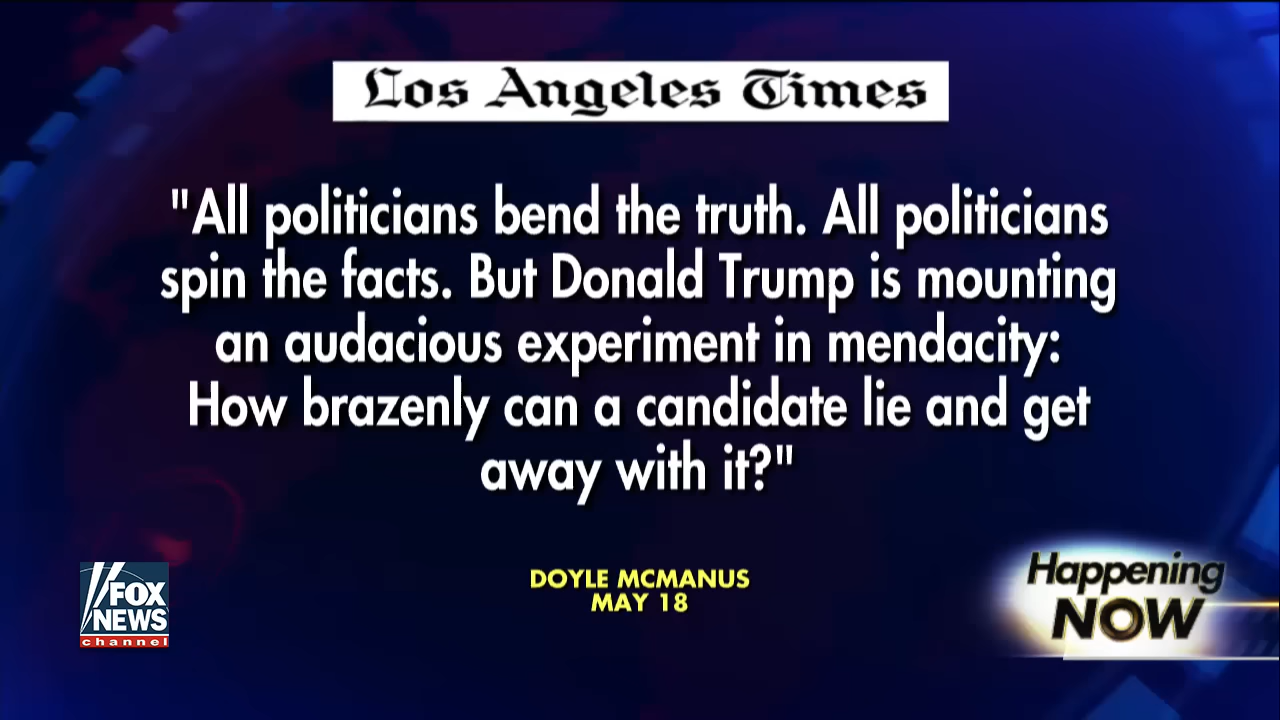 Los Angeles Times
"All politicians bend the truth. All politicians
spin the facts. But Donald Trump is mounting
an audacious experiment in mendacity:
How brazenly can a candidate lie and get
away with it?"
DOYLE MCMANUS
MAY 18
FOX
NEWS
channel
Happening
NOW